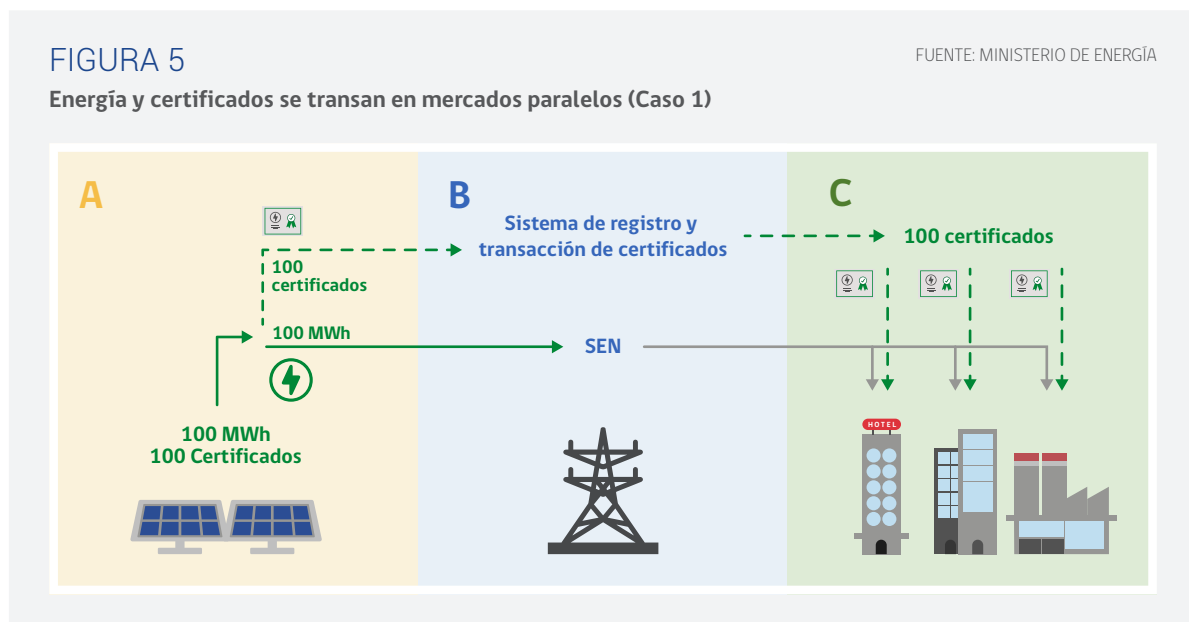 FIGURA 5
FUENTE: MINISTERIO DE ENERGÍA
Energía y certificados se transan en mercados paralelos (Caso 1)
A
100
certificados
100 MWh
100 MWh
100 Certificados
B
Sistema de registro y
transacción de certificados
SEN
C
100 certificados
HOTEL